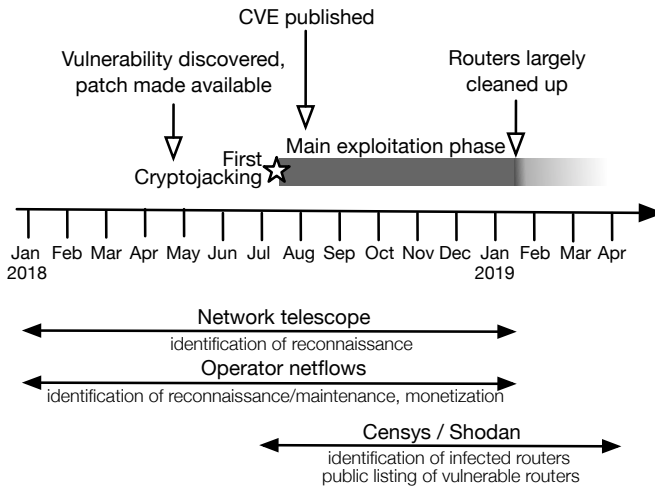 CVE published
Vulnerability discovered,
patch made available
Routers largely
cleaned up
First
Cryptojacking
Main exploitation phase
Jan Feb Mar Apr May Jun Jul Aug Sep Oct Nov Dec Jan Feb Mar Apr
2018 2019
Network telescope
identification of reconnaissance
Operator netflows
identification of reconnaissance/maintenance, monetization
Censys / Shodan
identification of infected routers
public listing of vulnerable routers